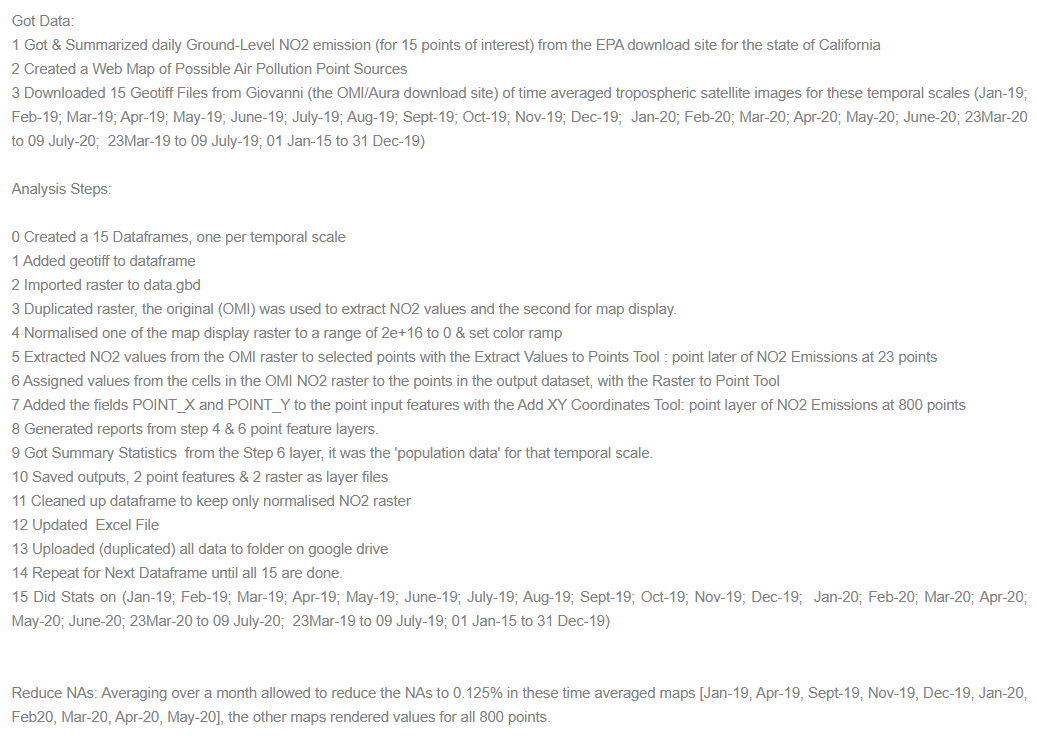 Got Data:
1 Got & Summarized daily Ground-Level NO2 emission (for 15 points of interest) from the EPA download site for the state of California
2 Created a Web Map of Possible Air Pollution Point Sources
3 Downloaded 15 Geotiff Files from Giovanni (the OMI/Aura download site) of time averaged tropospheric satellite images for these temporal scales (Jan-19;
Feb-19; Mar-19; Apr-19; May-19; June-19; July-19; Aug-19; Sept-19; Oct-19; Nov-19; Dec-19; Jan-20; Feb-20; Mar-20; Apr-20; May-20; June-20; 23Mar-20
to 09 July-20; 23Mar-19 to 09 July-19; 01 Jan-15 to 31 Dec-19)
Analysis Steps:
0 Created a 15 Dataframes, one per temporal scale
1 Added geotiff to dataframe
2 Imported raster to data.gbd
3 Duplicated raster, the original (OMI) was used to extract NO2 values and the second for map display.
4 Normalised one of the map display raster to a range of 2e+16 to 0 & set color ramp
5 Extracted NO2 values from the OMI raster to selected points with the Extract Values to Points Tool : point later of NO2 Emissions at 23 points
6 Assigned values from the cells in the OMI NO2 raster to the points in the output dataset, with the Raster to Point Tool
7 Added the fields POINT_X and POINT_Y to the point input features with the Add XY Coordinates Tool: point layer of NO2 Emissions at 800 points
8 Generated reports from step 4 & 6 point feature layers.
9 Got Summary Statistics from the Step 6 layer, it was the 'population data' for that temporal scale.
10 Saved outputs, 2 point features & 2 raster as layer files
11 Cleaned up dataframe to keep only normalised NO2 raster
12 Updated Excel File
13 Uploaded (duplicated) all data to folder on google drive
14 Repeat for Next Dataframe until all 15 are done.
15 Did Stats on (Jan-19; Feb-19; Mar-19; Apr-19; May-19; June-19; July-19; Aug-19; Sept-19; Oct-19; Nov-19; Dec-19; Jan-20; Feb-20; Mar-20; Apr-20;
May-20; June-20; 23Mar-20 to 09 July-20; 23Mar-19 to 09 July-19; 01 Jan-15 to 31 Dec-19)
Reduce NAs: Averaging over a month allowed to reduce the NAs to 0.125% in these time averaged maps [Jan-19, Apr-19, Sept-19, Nov-19, Dec-19, Jan-20,
Feb20, Mar-20, Apr-20, May-20], the other maps rendered values for all 800 points.